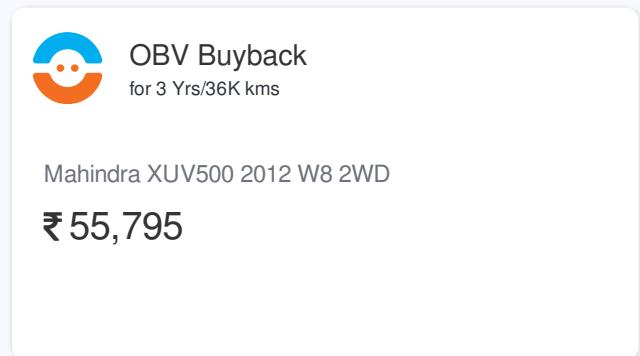 OBV Buyback
for 3 Yrs/36K kms
Mahindra XUV500 2012 W8 2WD
₹ 55,795